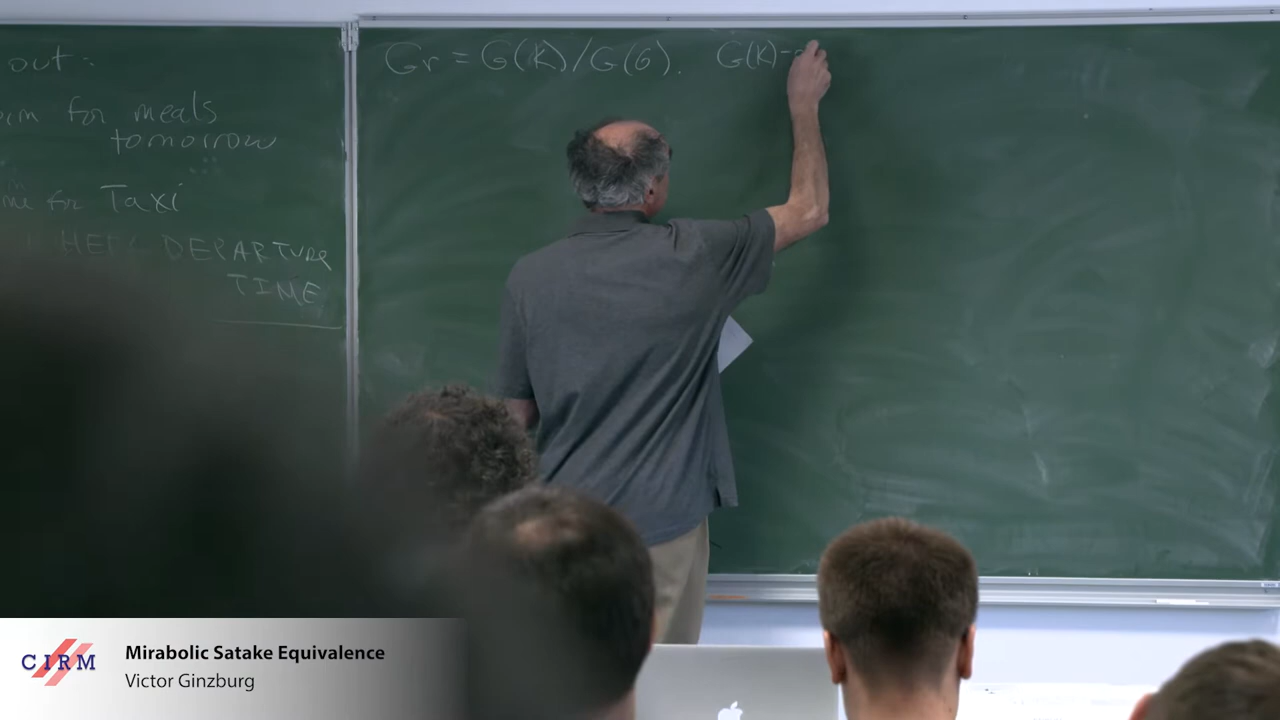 out:
for meals
tomorrow
for Taxi
DEPARTURE
TIME
Gr = G(K)/G(O). G(K)-
CIRM
Mirabolic Satake Equivalence
Victor Ginzburg